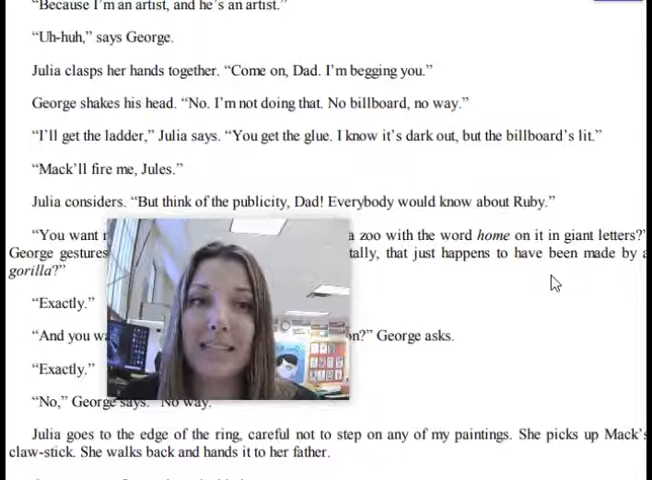 "Because I'm an artist, and he's an artist."
"Uh-huh," says George.
Julia clasps her hands together. "Come on, Dad. I'm begging you."
George shakes his head. "No. I'm not doing that. No billboard, no way."
"I'll get the ladder," Julia says. "You get the glue. I know it's dark out, but the billboard's lit."
"Mack'll fire me, Jules."
Julia considers. "But think of the publicity, Dad! Everybody would know about Ruby."
"You want a zoo with the word home on it in giant letters?"
George gestures tally, that just happens to have been made by a
gorilla?"
"Exactly."
"And you on?" George asks.
"Exactly."
"No," George says. "No way."
Julia goes to the edge of the ring, careful not to step on any of my paintings. She picks up Mack's
claw-stick. She walks back and hands it to her father.